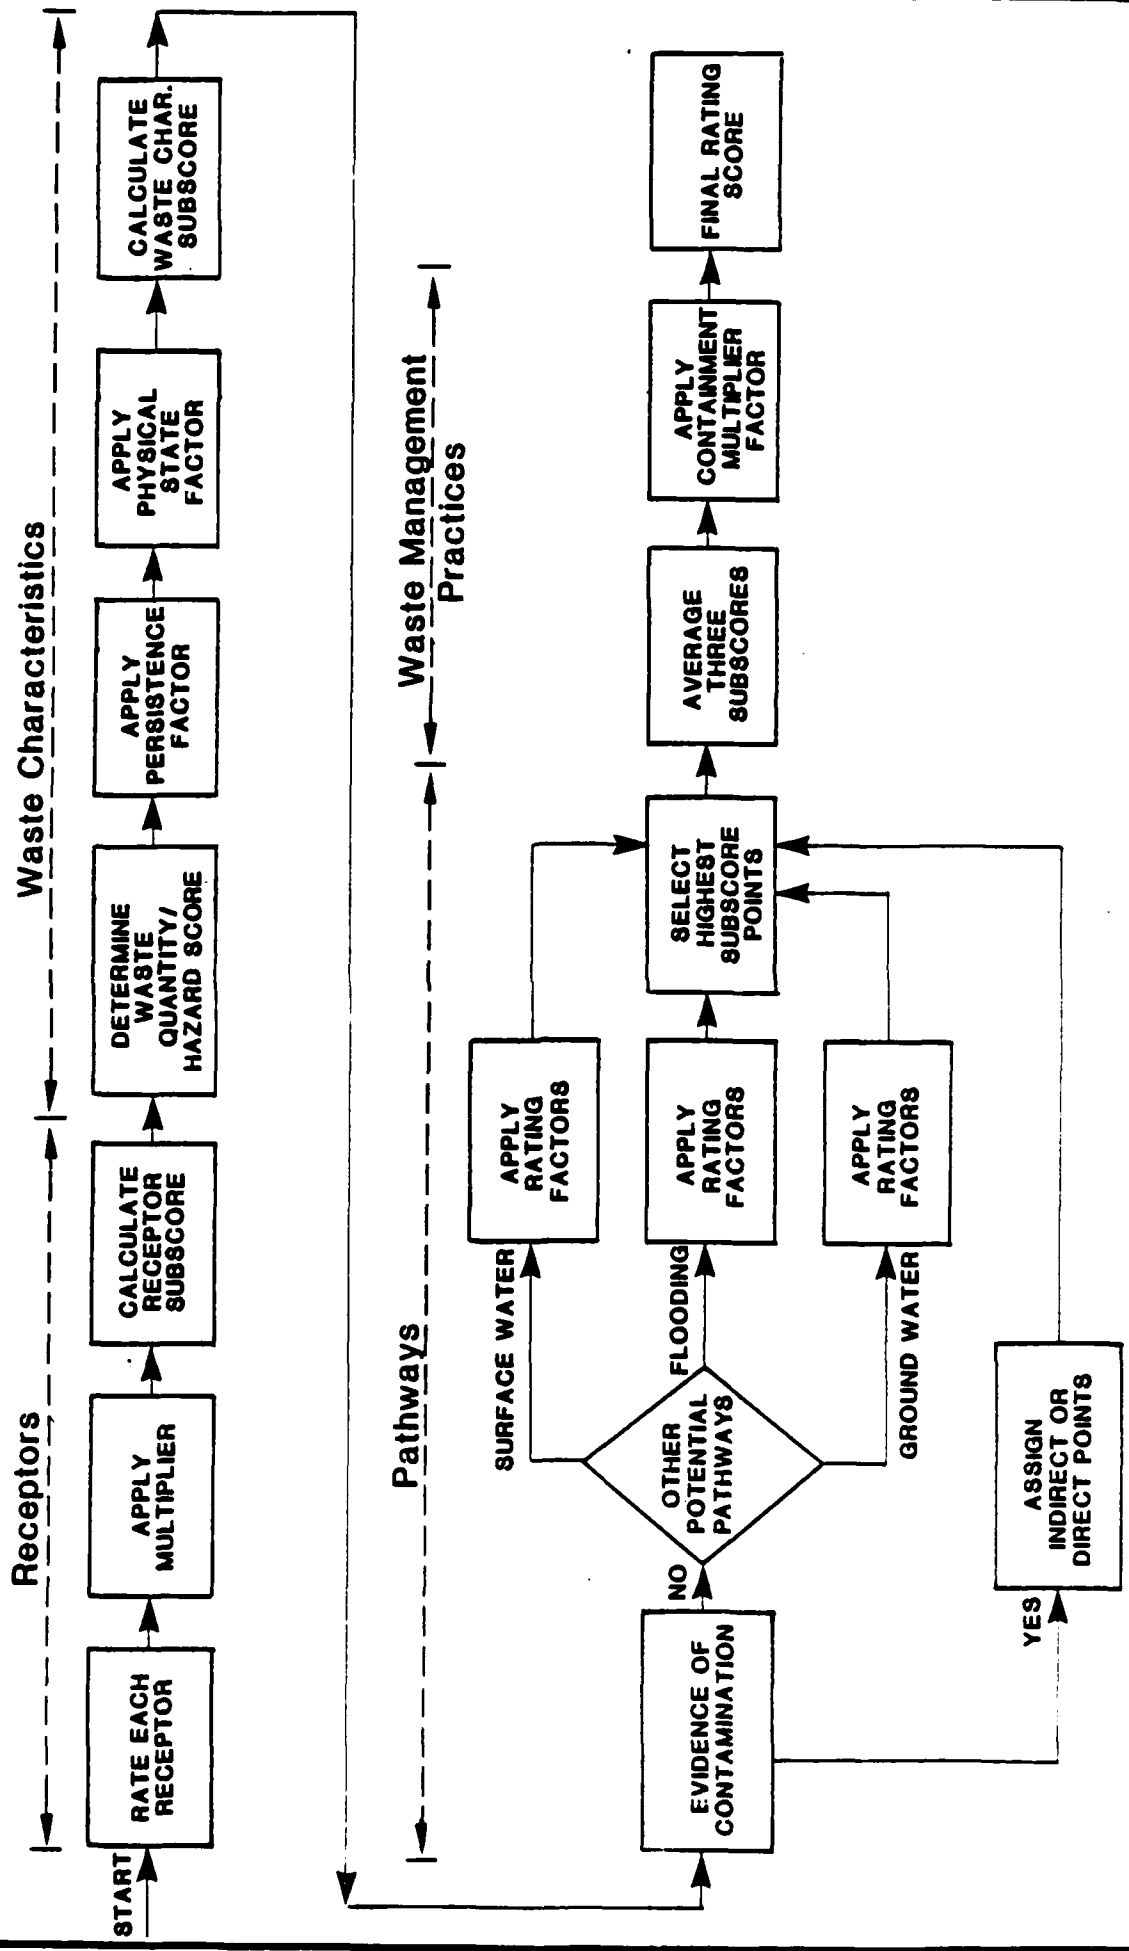 Receptors
Waste Characteristics
START
RATE EACH
RECEPTOR
APPLY
MULTIPLIER
CALCULATE
RECEPTOR
SUBSCORE
DETERMINE
WASTE
QUANTITY/
HAZARD SCORE
APPLY
PERSISTENCE
FACTOR
APPLY
PHYSICAL
STATE
FACTOR
CALCULATE
WASTE CHAR.
SUBSCORE
Pathways
Waste Management
Practices
EVIDENCE OF
CONTAMINATION
NO
YES
OTHER
POTENTIAL
PATHWAYS
SURFACE WATER
FLOODING
GROUND WATER
APPLY
RATING
FACTORS
APPLY
RATING
FACTORS
APPLY
RATING
FACTORS
ASSIGN
INDIRECT OR
DIRECT POINTS
SELECT
HIGHEST
SUBSCORE
POINTS
AVERAGE
THREE
SUBSCORES
APPLY
CONTAINMENT
MULTIPLIER
FACTOR
FINAL RATING
SCORE